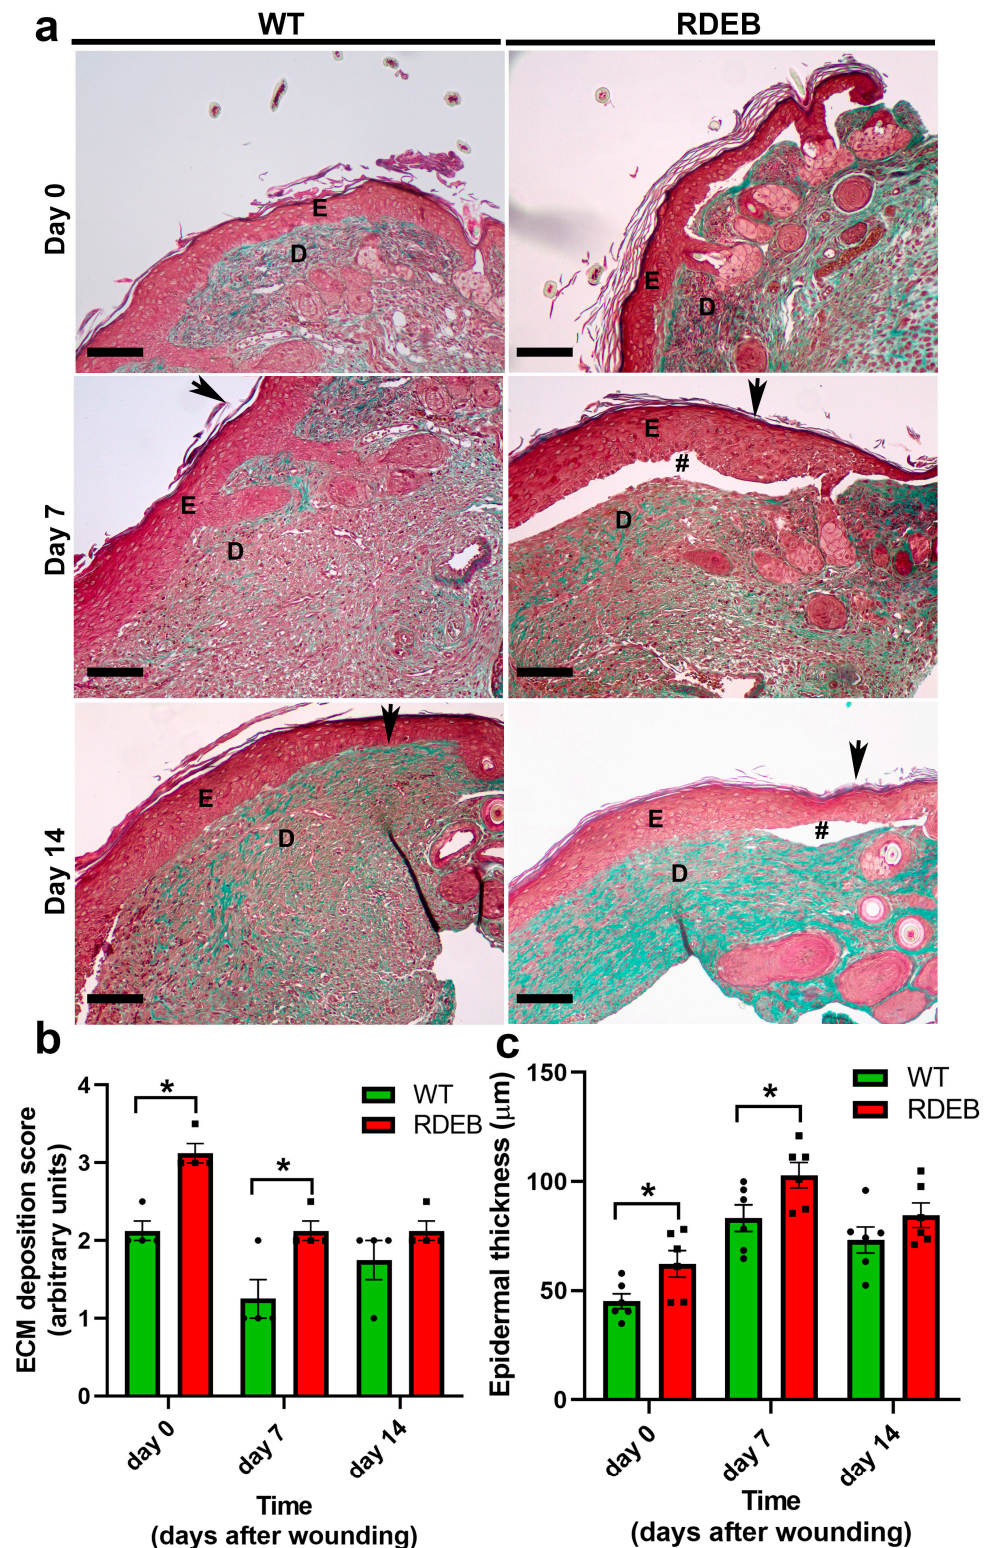 a
WT RDEB
Day 0
E
D
E
D
Day 7
E
D
E
#
D
Day 14
E
D
E
#
D
b
ECM deposition score
(arbitrary units)
4
3
2
1
0
*
*
WT
RDEB
day 0 day 7 day 14
Time
(days after wounding)
c
Epidermal thickness (μm)
150
100
50
0
*
*
WT
RDEB
day 0 day 7 day 14
Time
(days after wounding)